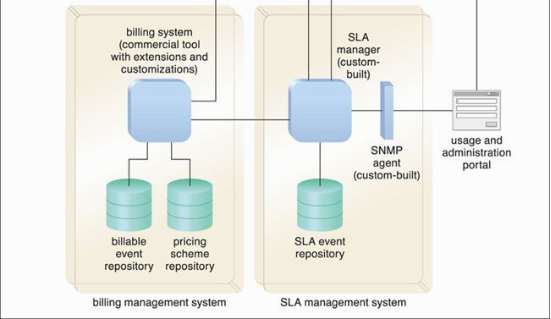 billing system
(commercial tool
with extensions and
customizations)
SLA
manager
(custom-
built)
SNMP
agent
(custom-built)
usage and
administration
portal
billable
event
repository
pricing
scheme
repository
SLA event
repository
billing management system
SLA management system